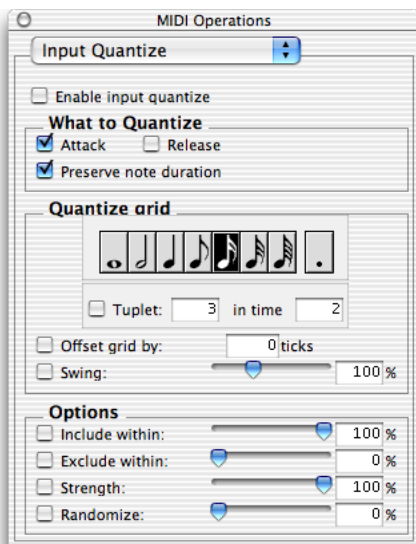 MIDI Operations
Input Quantize
Enable input quantize
What to Quantize
Attack Release
Preserve note duration
Quantize grid
Tuplet: 3 in time 2
Offset grid by: 0 ticks
Swing: 100 %
Options
Include within: 100 %
Exclude within: 0 %
Strength: 100 %
Randomize: 0 %